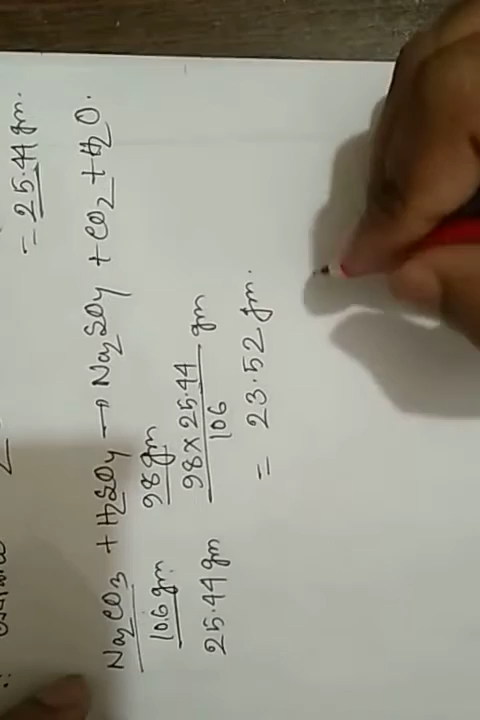 = 25.44 gm.
Na2CO3 + H2SO4 → Na2SO4 + CO2 + H2O.
106 gm 98 gm
25.44 gm 98 × 25.44 / 106 gm
= 23.52 gm.